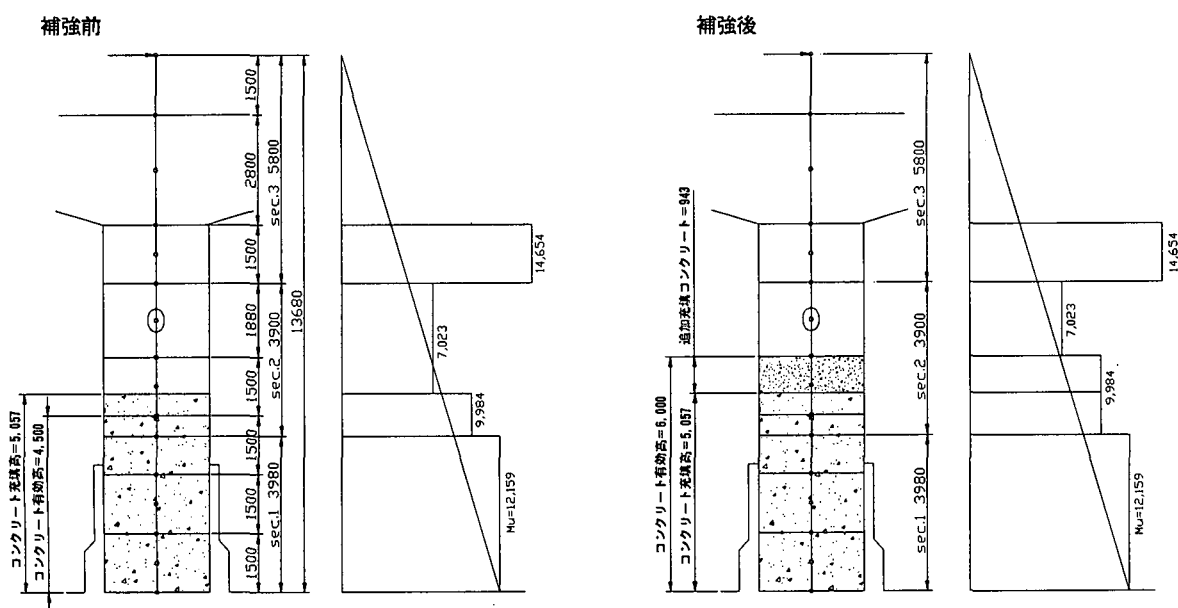 補強前
1500
2800
sec.3 5800
1500
13680
1880
sec.2 3900
1500
1500
1500
sec.1 3980
1500
コンクリート充填高=5,057
コンクリート有効高=4,500
14,654
7,023
9,984
Mu=12,159
補強後
追加充填コンクリート=943
コンクリート有効高=6,000
コンクリート充填高=5,057
sec.3 5800
sec.2 3900
sec.1 3980
14,654
7,023
9,984
Mu=12,159